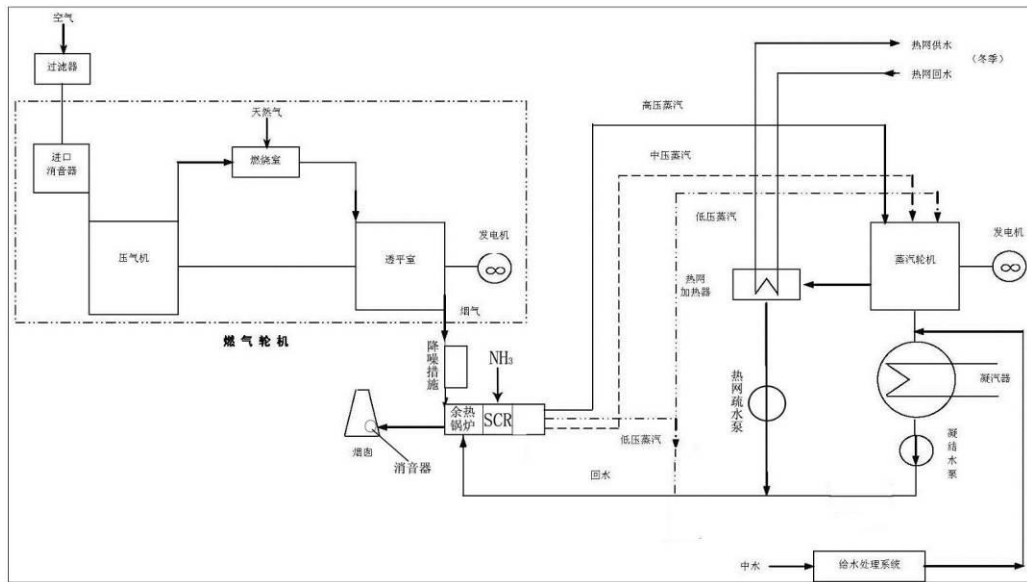 空气
过滤器
进口
消音器
天然气
燃烧室
压气机
透平室
发电机
烟气
燃气轮机
降噪措施
NH₃
余热
锅炉
SCR
烟囱
消音器
高压蒸汽
中压蒸汽
低压蒸汽
热网供水
（冬季）
热网回水
热网
加热器
蒸汽轮机
发电机
凝汽器
热网疏水泵
凝结水泵
低压蒸汽
回水
中水
给水处理系统